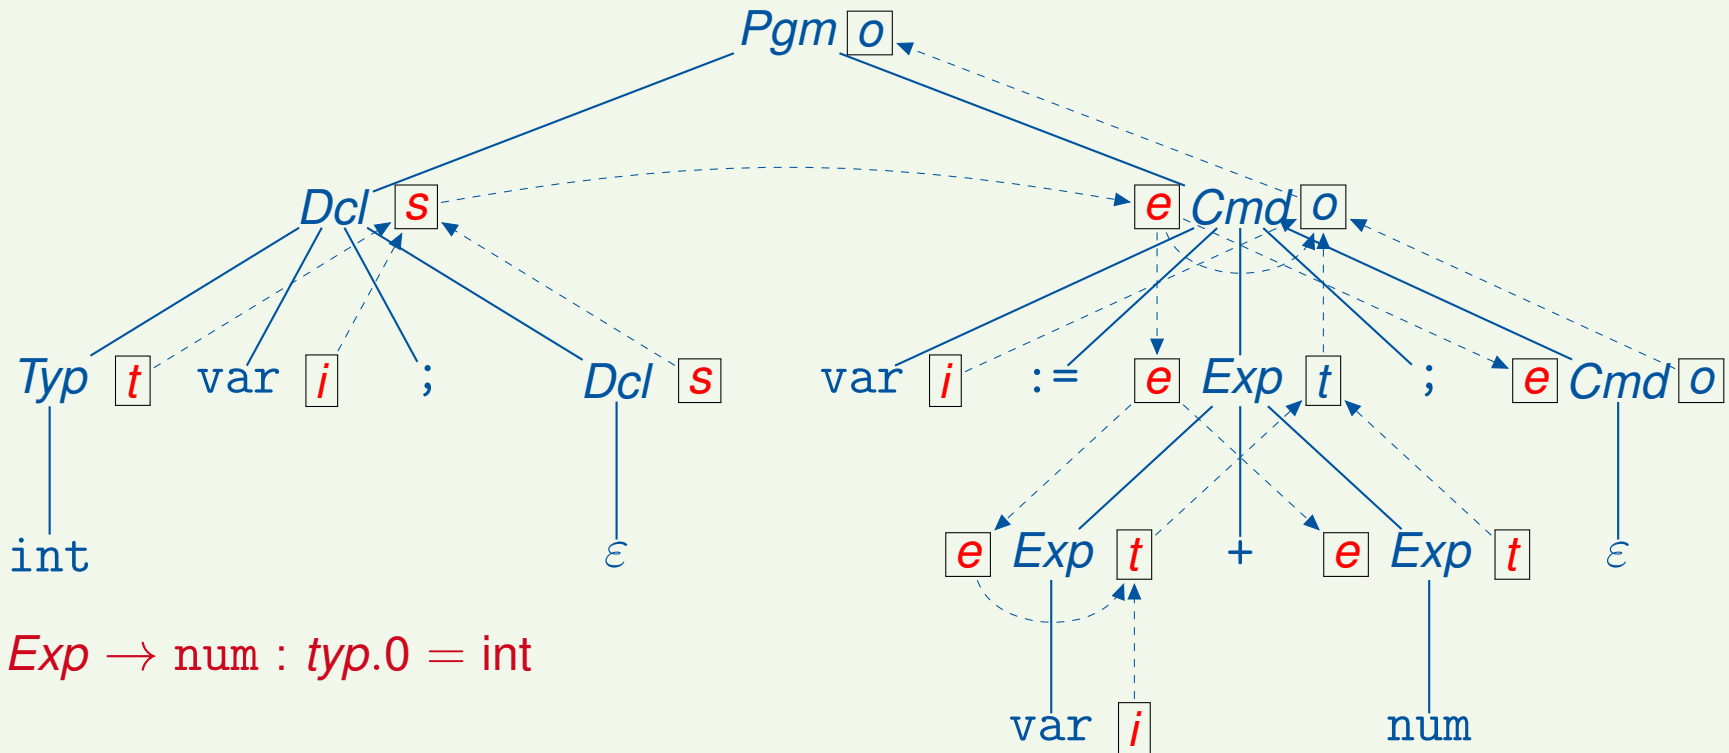 Pgm o
Dcl s e Cmd o
Typ t var i ; Dcl s var i := e Exp t ; e Cmd o
int ε e Exp t + e Exp t ε
Exp → num : typ.0 = int
var i num